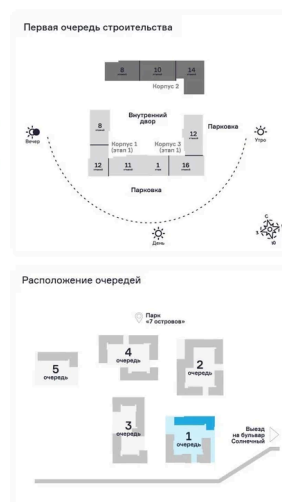 Первая очередь строительства
8 10 14
Корпус 2
8
Внутренний
двор
12
Парковка
Вечер
Утро
Корпус 1
(этап 1)
Корпус 3
(этап 1)
12 11 1 16
Парковка
День
С
З
Ю
Расположение очередей
Парк
«7 островов»
4
очередь
2
очередь
5
очередь
3
очередь
1
очередь
Выезд
на бульвар
Солнечный